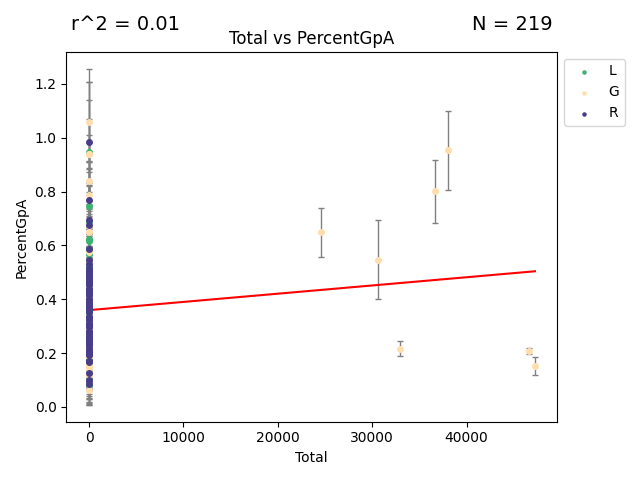 r^2 = 0.01
N = 219
Total vs PercentGpA
L
G
R
PercentGpA
1.2
1.0
0.8
0.6
0.4
0.2
0.0
0
10000
20000
30000
40000
Total